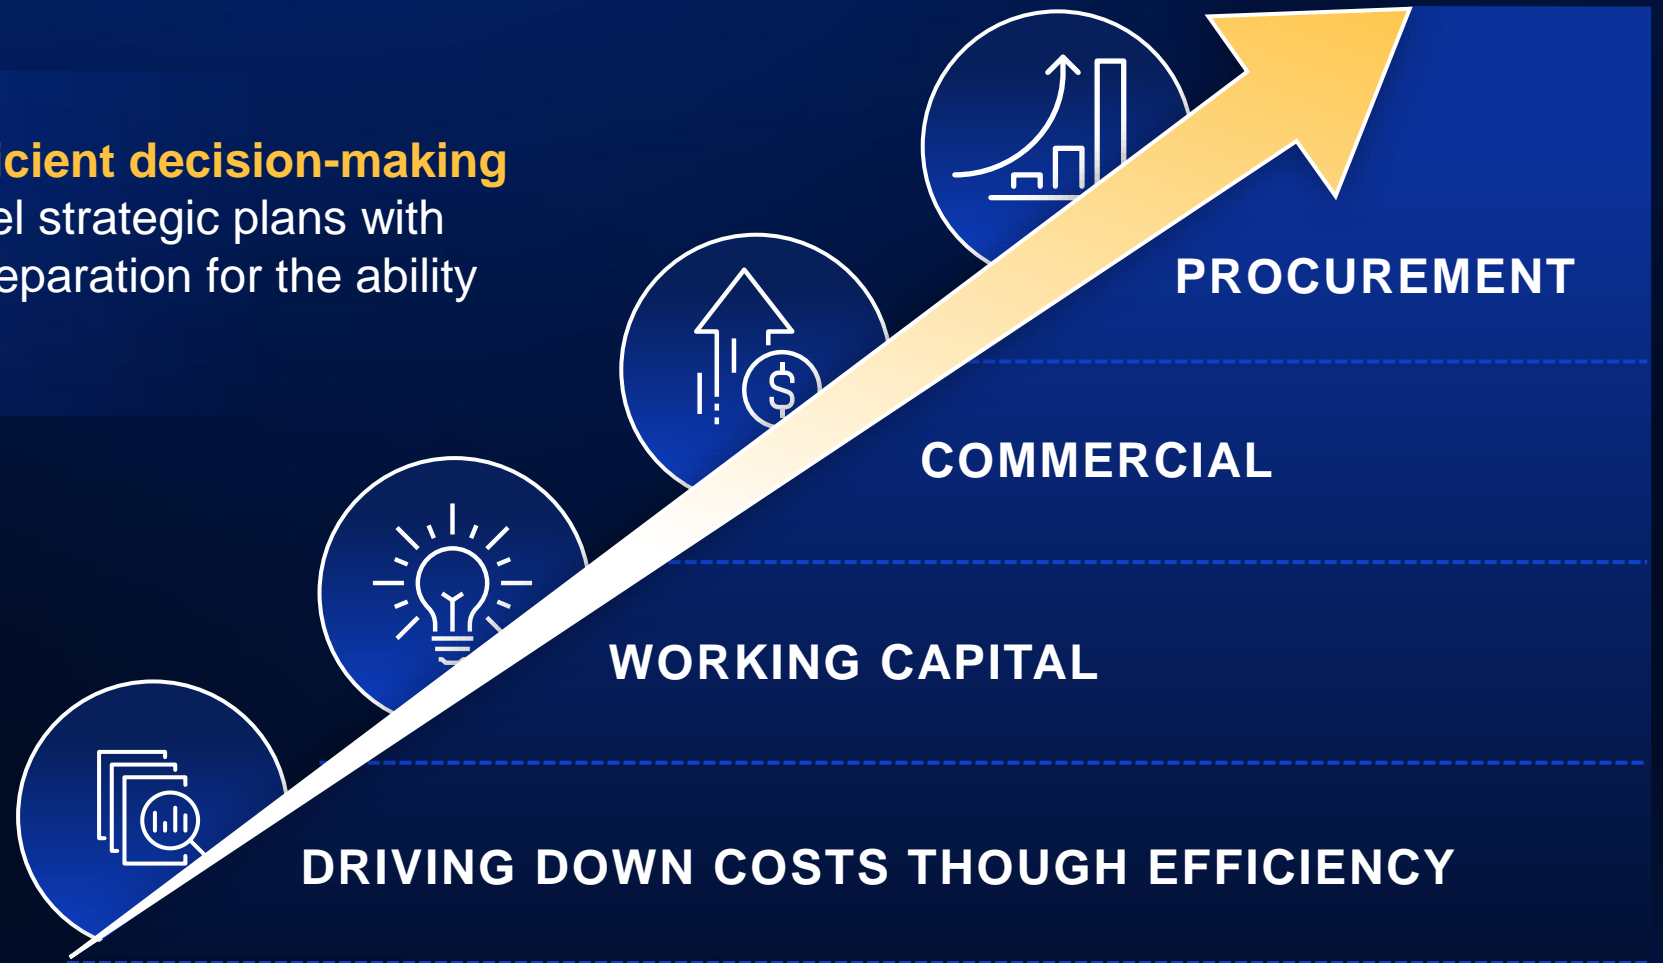 icient decision-making
el strategic plans with
eparation for the ability
PROCUREMENT
COMMERCIAL
WORKING CAPITAL
DRIVING DOWN COSTS THOUGH EFFICIENCY
$